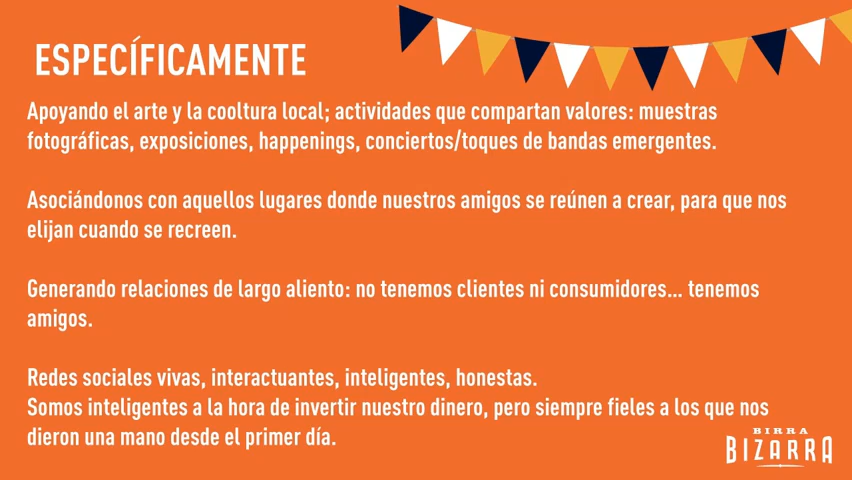 ESPECÍFICAMENTE
Apoyando el arte y la cooltura local; actividades que compartan valores: muestras
fotográficas, exposiciones, happenings, conciertos/toques de bandas emergentes.
Asociándonos con aquellos lugares donde nuestros amigos se reúnen a crear, para que nos
elijan cuando se recreen.
Generando relaciones de largo aliento: no tenemos clientes ni consumidores... tenemos
amigos.
Redes sociales vivas, interactuantes, inteligentes, honestas.
Somos inteligentes a la hora de invertir nuestro dinero, pero siempre fieles a los que nos
dieron una mano desde el primer día.
BIRRA
BIZARRA